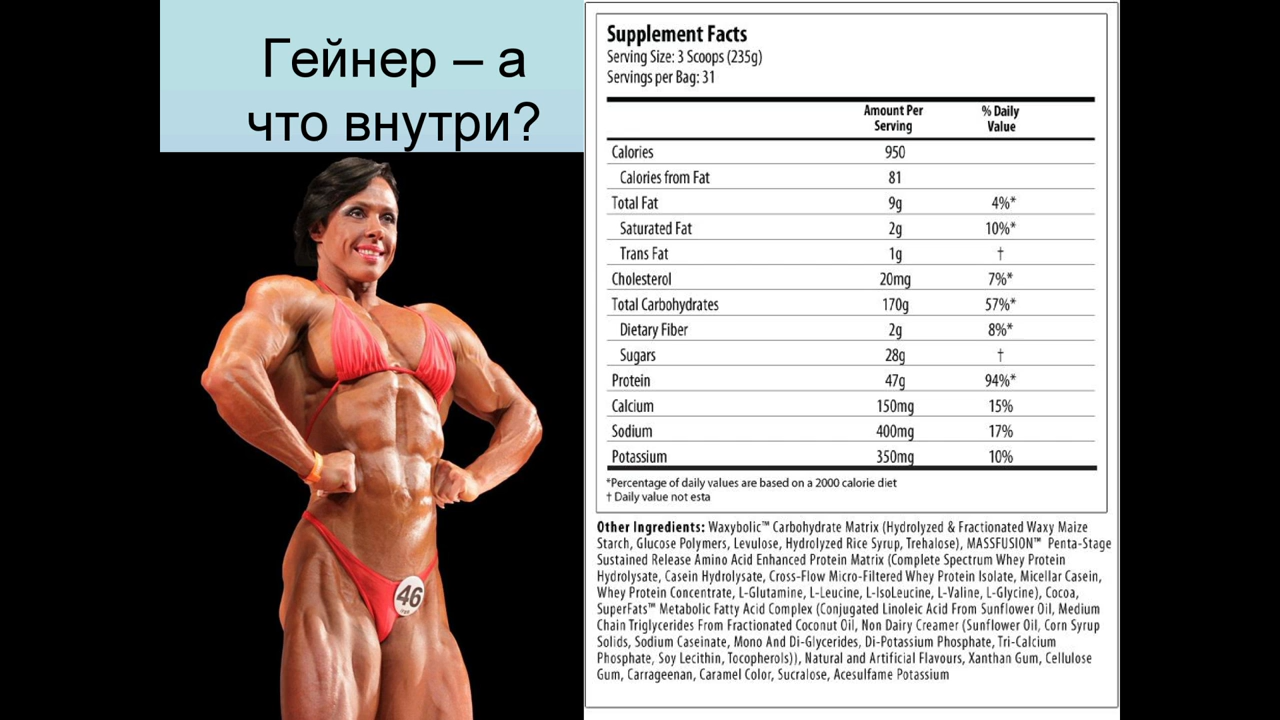 Гейнер – а
что внутри?
46
Supplement Facts
Serving Size: 3 Scoops (235g)
Servings per Bag: 31
Amount Per Serving % Daily Value
Calories 950
Calories from Fat 81
Total Fat 9g 4%*
Saturated Fat 2g 10%*
Trans Fat 1g †
Cholesterol 20mg 7%*
Total Carbohydrates 170g 57%*
Dietary Fiber 2g 8%*
Sugars 28g †
Protein 47g 94%*
Calcium 150mg 15%
Sodium 400mg 17%
Potassium 350mg 10%
*Percentage of daily values are based on a 2000 calorie diet
† Daily value not esta
Other Ingredients: Waxybolic™ Carbohydrate Matrix (Hydrolyzed & Fractionated Waxy Maize
Starch, Glucose Polymers, Levulose, Hydrolyzed Rice Syrup, Trehalose), MASSFUSION™ Penta-Stage
Sustained Release Amino Acid Enhanced Protein Matrix (Complete Spectrum Whey Protein
Hydrolysate, Casein Hydrolysate, Cross-Flow Micro-Filtered Whey Protein Isolate, Micellar Casein,
Whey Protein Concentrate, L-Glutamine, L-Leucine, L-IsoLeucine, L-Valine, L-Glycine), Cocoa,
SuperFats™ Metabolic Fatty Acid Complex (Conjugated Linoleic Acid From Sunflower Oil, Medium
Chain Triglycerides From Fractionated Coconut Oil, Non Dairy Creamer (Sunflower Oil, Corn Syrup
Solids, Sodium Caseinate, Mono And Di-Glycerides, Di-Potassium Phosphate, Tri-Calcium
Phosphate, Soy Lecithin, Tocopherols)), Natural and Artificial Flavours, Xanthan Gum, Cellulose
Gum, Carrageenan, Caramel Color, Sucralose, Acesulfame Potassium